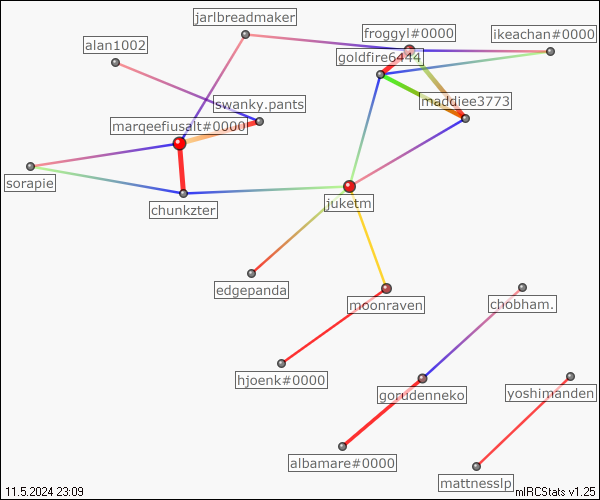 jarlbreadmaker
froggyl#0000
ikeachan#0000
alan1002
goldfire6444
maddiee3773
swanky.pants
marqeefiusalt#0000
sorapie
chunkzter
juketm
edgepanda
moonraven
chobham.
hjoenk#0000
gorudenneko
yoshimanden
albamare#0000
mattnesslp
11.5.2024 23:09
mIRCStats v1.25